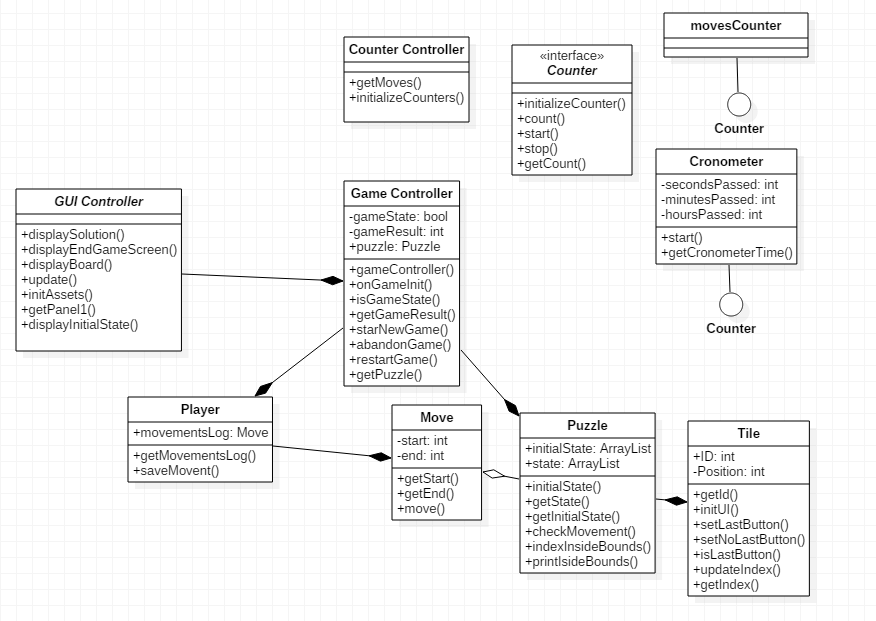 Counter Controller
+getMoves()
+initializeCounters()
«interface»
Counter
+initializeCounter()
+count()
+start()
+stop()
+getCount()
movesCounter
Counter
Cronometer
-secondsPassed: int
-minutesPassed: int
-hoursPassed: int
+start()
+getCronometerTime()
Counter
GUI Controller
+displaySolution()
+displayEndGameScreen()
+displayBoard()
+update()
+initAssets()
+getPanel1()
+displayInitialState()
Game Controller
-gameState: bool
-gameResult: int
+puzzle: Puzzle
+gameController()
+onGameInit()
+isGameState()
+getGameResult()
+starNewGame()
+abandonGame()
+restartGame()
+getPuzzle()
Player
+movementsLog: Move
+getMovementsLog()
+saveMovent()
Move
-start: int
-end: int
+getStart()
+getEnd()
+move()
Puzzle
+initialState: ArrayList
+state: ArrayList
+initialState()
+getState()
+getInitialState()
+checkMovement()
+indexInsideBounds()
+printIsideBounds()
Tile
+ID: int
-Position: int
+getId()
+initUI()
+setLastButton()
+setNoLastButton()
+isLastButton()
+updateIndex()
+getIndex()